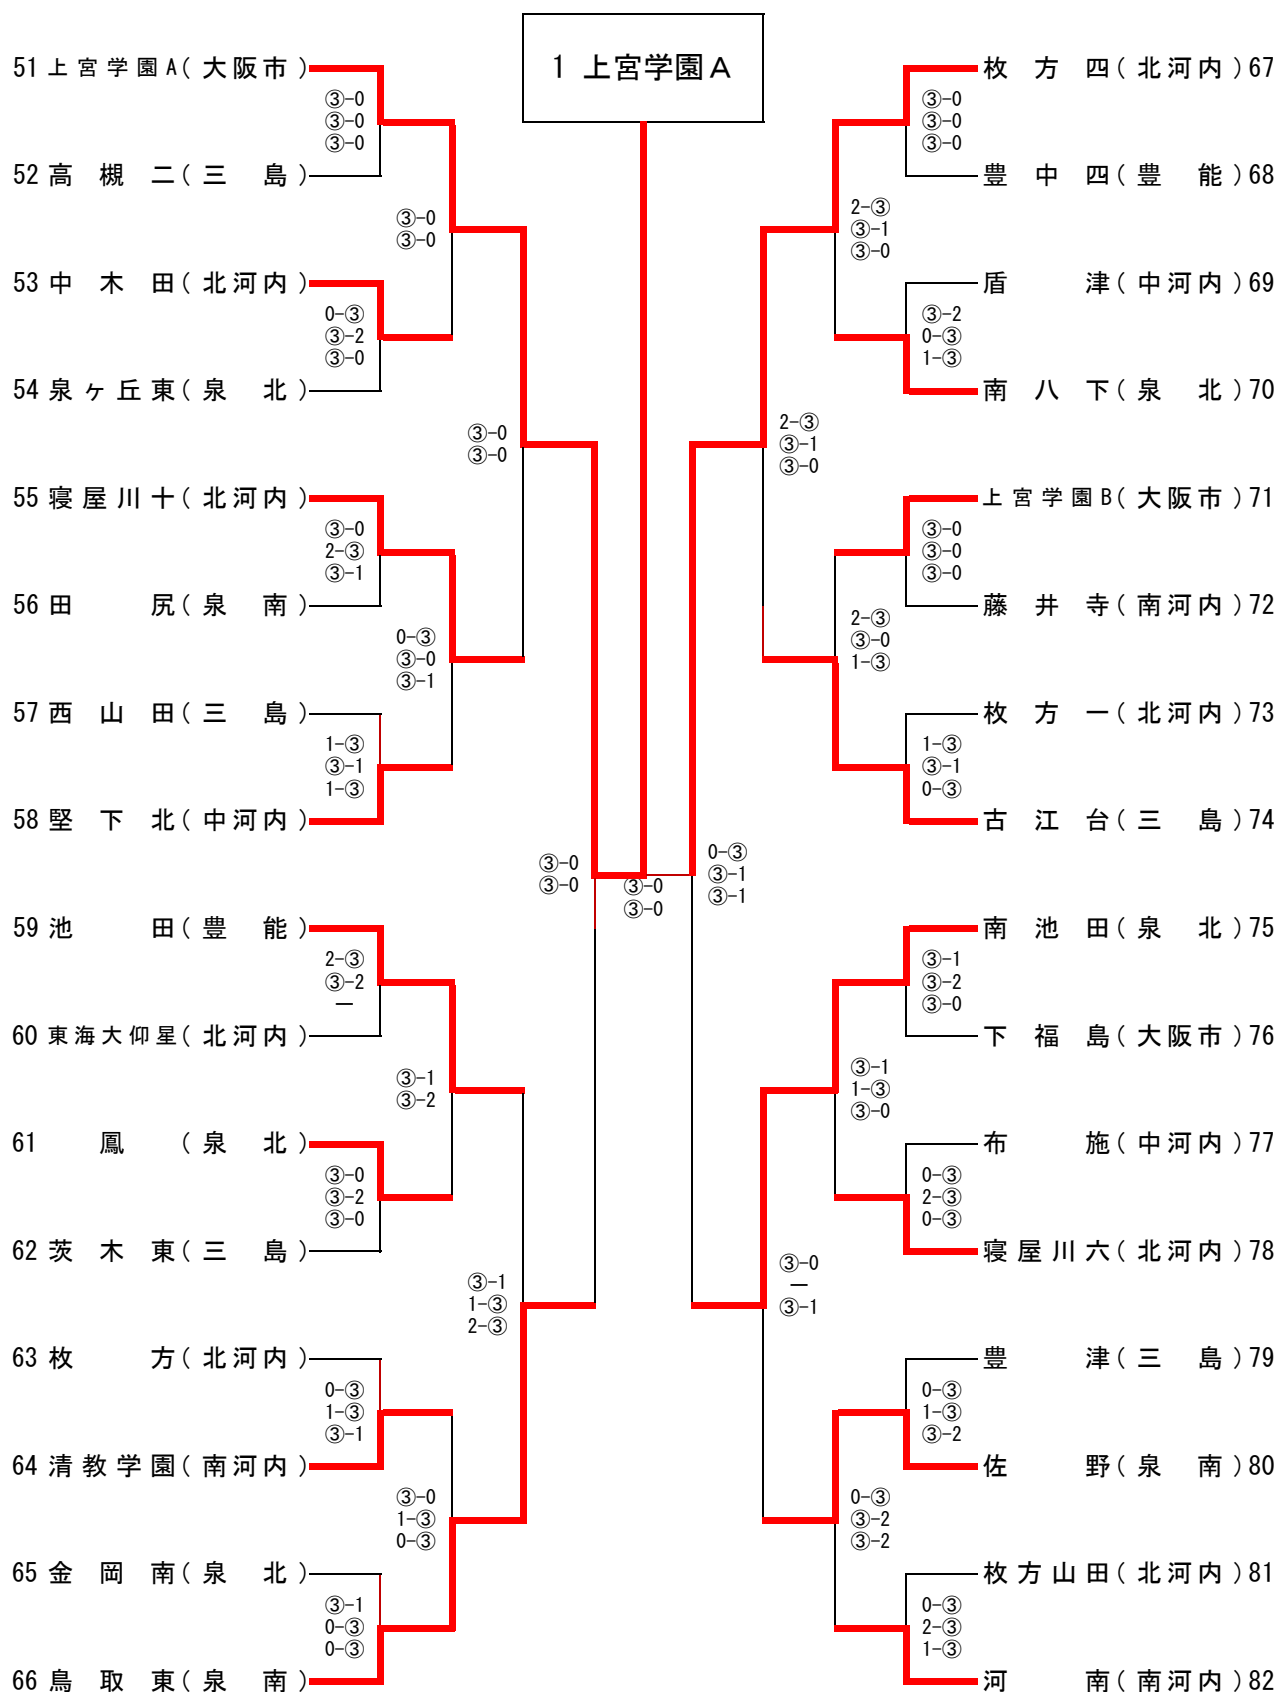 1 上宮学園A
51 上宮学園A(大阪市)
③-0
③-0
③-0
52 高槻二(三島)
③-0
③-0
53 中木田(北河内)
0-③
③-2
③-0
54 泉ヶ丘東(泉北)
③-0
③-0
55 寝屋川十(北河内)
③-0
2-③
③-1
56 田尻(泉南)
0-③
③-0
③-1
57 西山田(三島)
1-③
③-1
1-③
58 堅下北(中河内)
③-0
③-0
59 池田(豊能)
2-③
③-2
—
60 東海大仰星(北河内)
③-1
③-2
61 鳳(泉北)
③-0
③-2
③-0
62 茨木東(三島)
③-1
1-③
2-③
63 枚方(北河内)
0-③
1-③
③-1
64 清教学園(南河内)
③-0
1-③
0-③
65 金岡南(泉北)
③-1
0-③
0-③
66 鳥取東(泉南)
③-0
③-0
枚方四(北河内)67
③-0
③-0
③-0
豊中四(豊能)68
2-③
③-1
③-0
盾津(中河内)69
③-2
0-③
1-③
南八下(泉北)70
2-③
③-1
③-0
上宮学園B(大阪市)71
③-0
③-0
③-0
藤井寺(南河内)72
2-③
③-0
1-③
枚方一(北河内)73
1-③
③-1
0-③
古江台(三島)74
0-③
③-1
③-1
南池田(泉北)75
③-1
③-2
③-0
下福島(大阪市)76
③-1
1-③
③-0
布施(中河内)77
0-③
2-③
0-③
寝屋川六(北河内)78
③-0
—
③-1
豊津(三島)79
0-③
1-③
③-2
佐野(泉南)80
0-③
③-2
③-2
枚方山田(北河内)81
0-③
2-③
1-③
河南(南河内)82